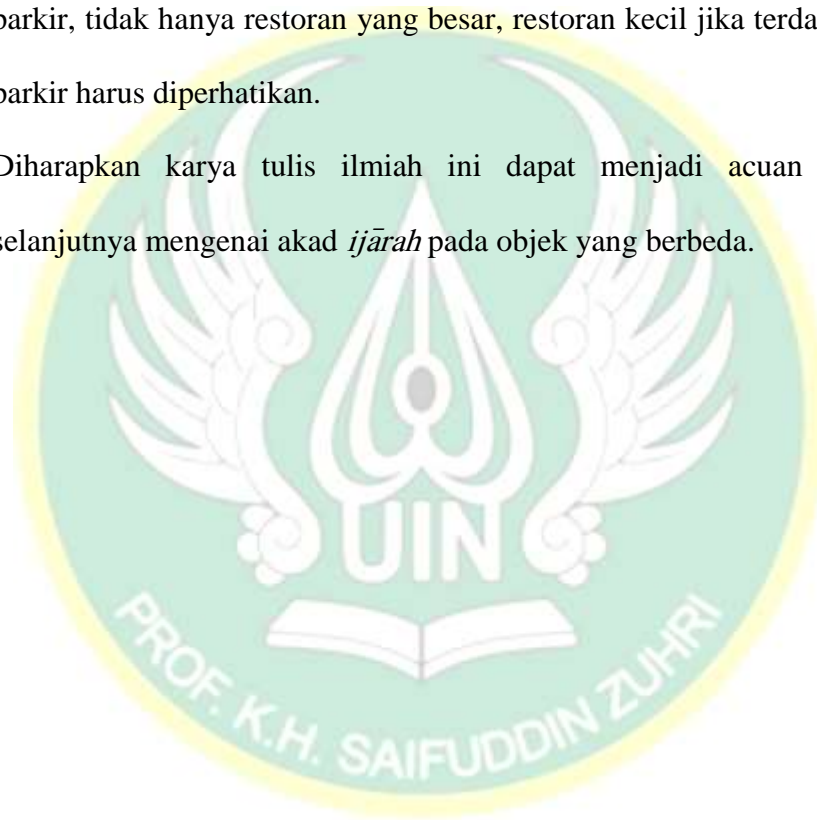 parkir, tidak hanya restoran yang besar, restoran kecil jika terda
parkir harus diperhatikan.
Diharapkan karya tulis ilmiah ini dapat menjadi acuan
selanjutnya mengenai akad ijārah pada objek yang berbeda.
UIN
PROF. K.H. SAIFUDDIN ZUHRI